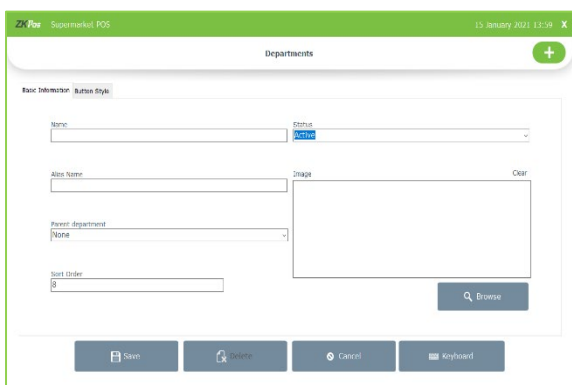 ZKPos Supermarket POS 15 January 2021 13:59 X
Departments
+
Basic Information Button Style
Name
Status
Active
Alias Name
Image
Clear
Parent department
None
Sort Order
8
Browse
Save Delete Cancel Keyboard